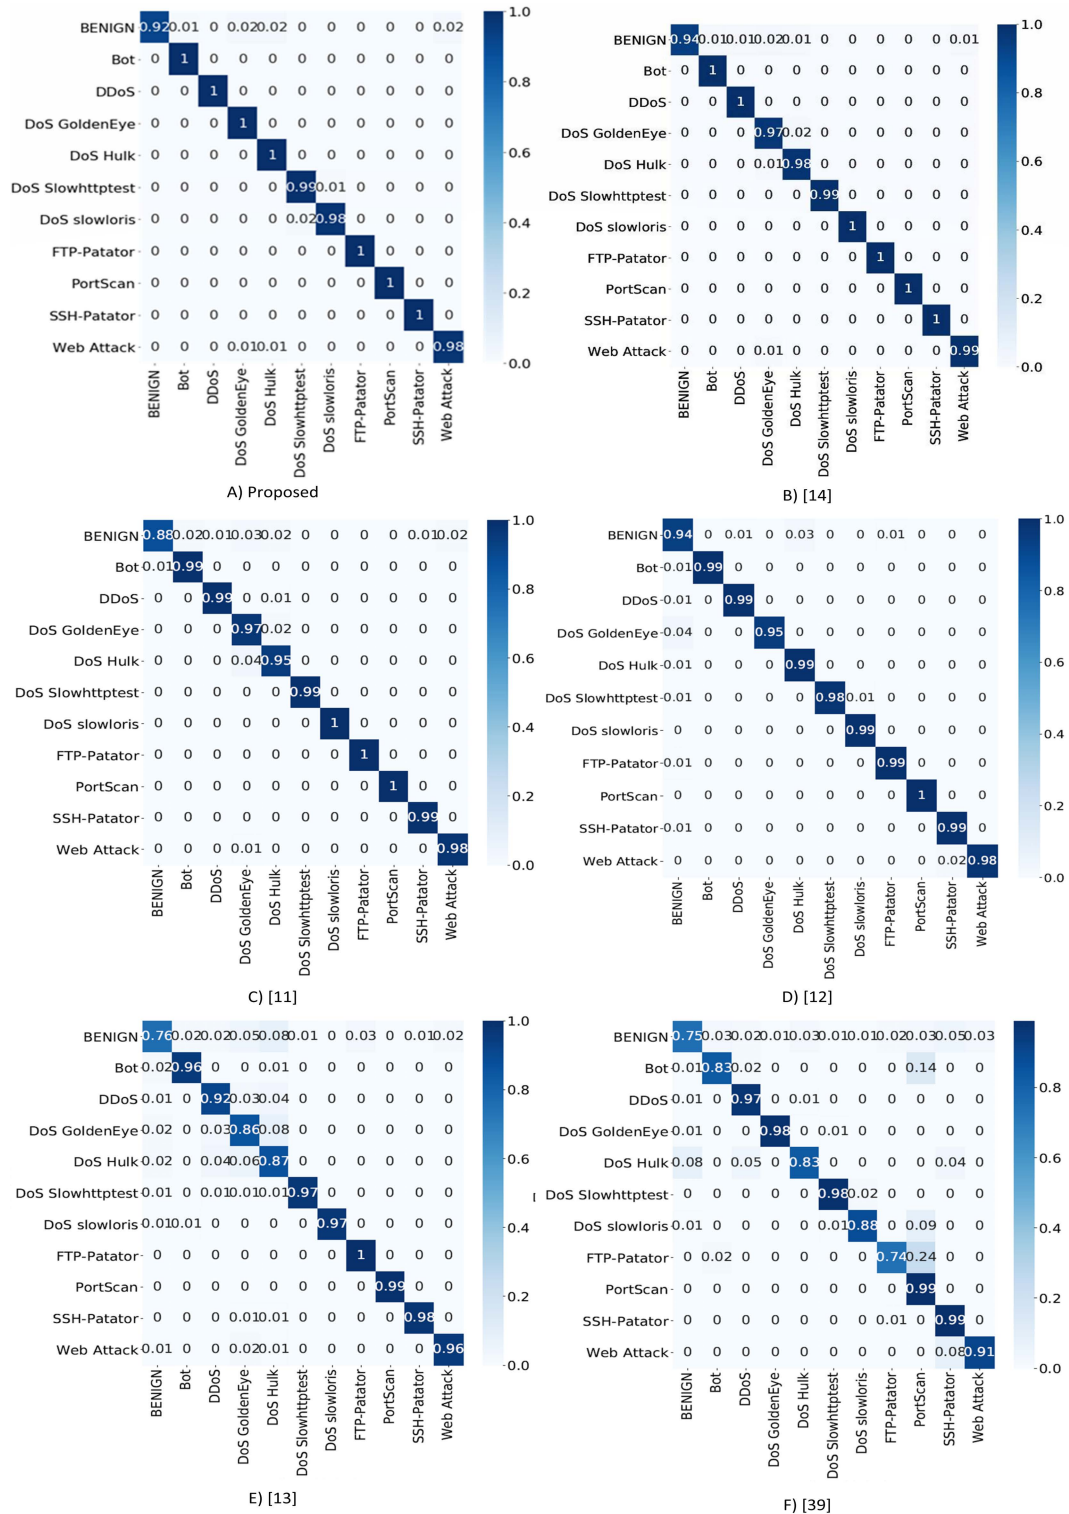 BENIGN 0.92 0.01 0 0.02 0.02 0 0 0 0 0 0.02
Bot 0 1 0 0 0 0 0 0 0 0 0
DDoS 0 0 1 0 0 0 0 0 0 0 0
DoS GoldenEye 0 0 0 1 0 0 0 0 0 0 0
DoS Hulk 0 0 0 0 1 0 0 0 0 0 0
DoS Slowhttptest 0 0 0 0 0 0.99 0.01 0 0 0 0
DoS slowloris 0 0 0 0 0 0.02 0.98 0 0 0 0
FTP-Patator 0 0 0 0 0 0 0 1 0 0 0
PortScan 0 0 0 0 0 0 0 0 1 0 0
SSH-Patator 0 0 0 0 0 0 0 0 0 1 0
Web Attack 0 0 0 0.01 0.01 0 0 0 0 0 0.98
BENIGN Bot DDoS DoS GoldenEye DoS Hulk DoS Slowhttptest DoS slowloris FTP-Patator PortScan SSH-Patator Web Attack
1.0
0.8
0.6
0.4
0.2
0.0
A) Proposed
BENIGN 0.94 0.01 0.01 0.02 0.01 0 0 0 0 0 0.01
Bot 0 1 0 0 0 0 0 0 0 0 0
DDoS 0 0 1 0 0 0 0 0 0 0 0
DoS GoldenEye 0 0 0 0.97 0.02 0 0 0 0 0 0
DoS Hulk 0 0 0 0.01 0.98 0 0 0 0 0 0
DoS Slowhttptest 0 0 0 0 0 0.99 0 0 0 0 0
DoS slowloris 0 0 0 0 0 0 1 0 0 0 0
FTP-Patator 0 0 0 0 0 0 0 1 0 0 0
PortScan 0 0 0 0 0 0 0 0 1 0 0
SSH-Patator 0 0 0 0 0 0 0 0 0 1 0
Web Attack 0 0 0 0.01 0 0 0 0 0 0 0.99
BENIGN Bot DDoS DoS GoldenEye DoS Hulk DoS Slowhttptest DoS slowloris FTP-Patator PortScan SSH-Patator Web Attack
1.0
0.8
0.6
0.4
0.2
0.0
B) [14]
BENIGN 0.88 0.02 0.01 0.03 0.02 0 0 0 0 0.01 0.02
Bot 0.01 0.99 0 0 0 0 0 0 0 0 0
DDoS 0 0 0.99 0 0.01 0 0 0 0 0 0
DoS GoldenEye 0 0 0 0.97 0.02 0 0 0 0 0 0
DoS Hulk 0 0 0 0.04 0.95 0 0 0 0 0 0
DoS Slowhttptest 0 0 0 0 0 0.99 0 0 0 0 0
DoS slowloris 0 0 0 0 0 0 1 0 0 0 0
FTP-Patator 0 0 0 0 0 0 0 1 0 0 0
PortScan 0 0 0 0 0 0 0 0 1 0 0
SSH-Patator 0 0 0 0 0 0 0 0 0 0.99 0
Web Attack 0 0 0 0.01 0 0 0 0 0 0 0.98
BENIGN Bot DDoS DoS GoldenEye DoS Hulk DoS Slowhttptest DoS slowloris FTP-Patator PortScan SSH-Patator Web Attack
1.0
0.8
0.6
0.4
0.2
0.0
C) [11]
BENIGN 0.94 0 0.01 0 0.03 0 0 0.01 0 0 0
Bot 0.01 0.99 0 0 0 0 0 0 0 0 0
DDoS 0.01 0 0.99 0 0 0 0 0 0 0 0
DoS GoldenEye 0.04 0 0 0.95 0 0 0 0 0 0 0
DoS Hulk 0.01 0 0 0 0.99 0 0 0 0 0 0
DoS Slowhttptest 0.01 0 0 0 0 0.98 0.01 0 0 0 0
DoS slowloris 0 0 0 0 0 0 0.99 0 0 0 0
FTP-Patator 0.01 0 0 0 0 0 0 0.99 0 0 0
PortScan 0 0 0 0 0 0 0 0 1 0 0
SSH-Patator 0.01 0 0 0 0 0 0 0 0 0.99 0
Web Attack 0 0 0 0 0 0 0 0 0 0.02 0.98
BENIGN Bot DDoS DoS GoldenEye DoS Hulk DoS Slowhttptest DoS slowloris FTP-Patator PortScan SSH-Patator Web Attack
1.0
0.8
0.6
0.4
0.2
0.0
D) [12]
BENIGN 0.76 0.02 0.02 0.05 0.08 0.01 0 0.03 0 0.01 0.02
Bot 0.02 0.96 0 0 0.01 0 0 0 0 0 0
DDoS 0.01 0 0.92 0.03 0.04 0 0 0 0 0 0
DoS GoldenEye 0.02 0 0.03 0.86 0.08 0 0 0 0 0 0
DoS Hulk 0.02 0 0.04 0.06 0.87 0 0 0 0 0 0
DoS Slowhttptest 0.01 0 0.01 0.01 0.01 0.97 0 0 0 0 0
DoS slowloris 0.01 0.01 0 0 0 0 0.97 0 0 0 0
FTP-Patator 0 0 0 0 0 0 0 1 0 0 0
PortScan 0 0 0 0 0 0 0 0 0.99 0 0
SSH-Patator 0 0 0 0.01 0.01 0 0 0 0 0.98 0
Web Attack 0.01 0 0 0.02 0.01 0 0 0 0 0 0.96
BENIGN Bot DDoS DoS GoldenEye DoS Hulk DoS Slowhttptest DoS slowloris FTP-Patator PortScan SSH-Patator Web Attack
1.0
0.8
0.6
0.4
0.2
0.0
E) [13]
BENIGN 0.75 0.03 0.02 0.01 0.03 0.01 0.01 0.02 0.03 0.05 0.03
Bot 0.01 0.83 0.02 0 0 0 0 0 0.14 0 0
DDoS 0.01 0 0.97 0 0.01 0 0 0 0 0 0
DoS GoldenEye 0.01 0 0 0.98 0 0.01 0 0 0 0 0
DoS Hulk 0.08 0 0.05 0 0.83 0 0 0 0 0.04 0
DoS Slowhttptest 0 0 0 0 0 0.98 0.02 0 0 0 0
DoS slowloris 0.01 0 0 0 0 0.01 0.88 0 0.09 0 0
FTP-Patator 0 0.02 0 0 0 0 0 0.74 0.24 0 0
PortScan 0 0 0 0 0 0 0 0 0.99 0 0
SSH-Patator 0 0 0 0 0 0 0 0.01 0 0.99 0
Web Attack 0 0 0 0 0 0 0 0 0 0.08 0.91
BENIGN Bot DDoS DoS GoldenEye DoS Hulk DoS Slowhttptest DoS slowloris FTP-Patator PortScan SSH-Patator Web Attack
0.8
0.6
0.4
0.2
0.0
F) [39]